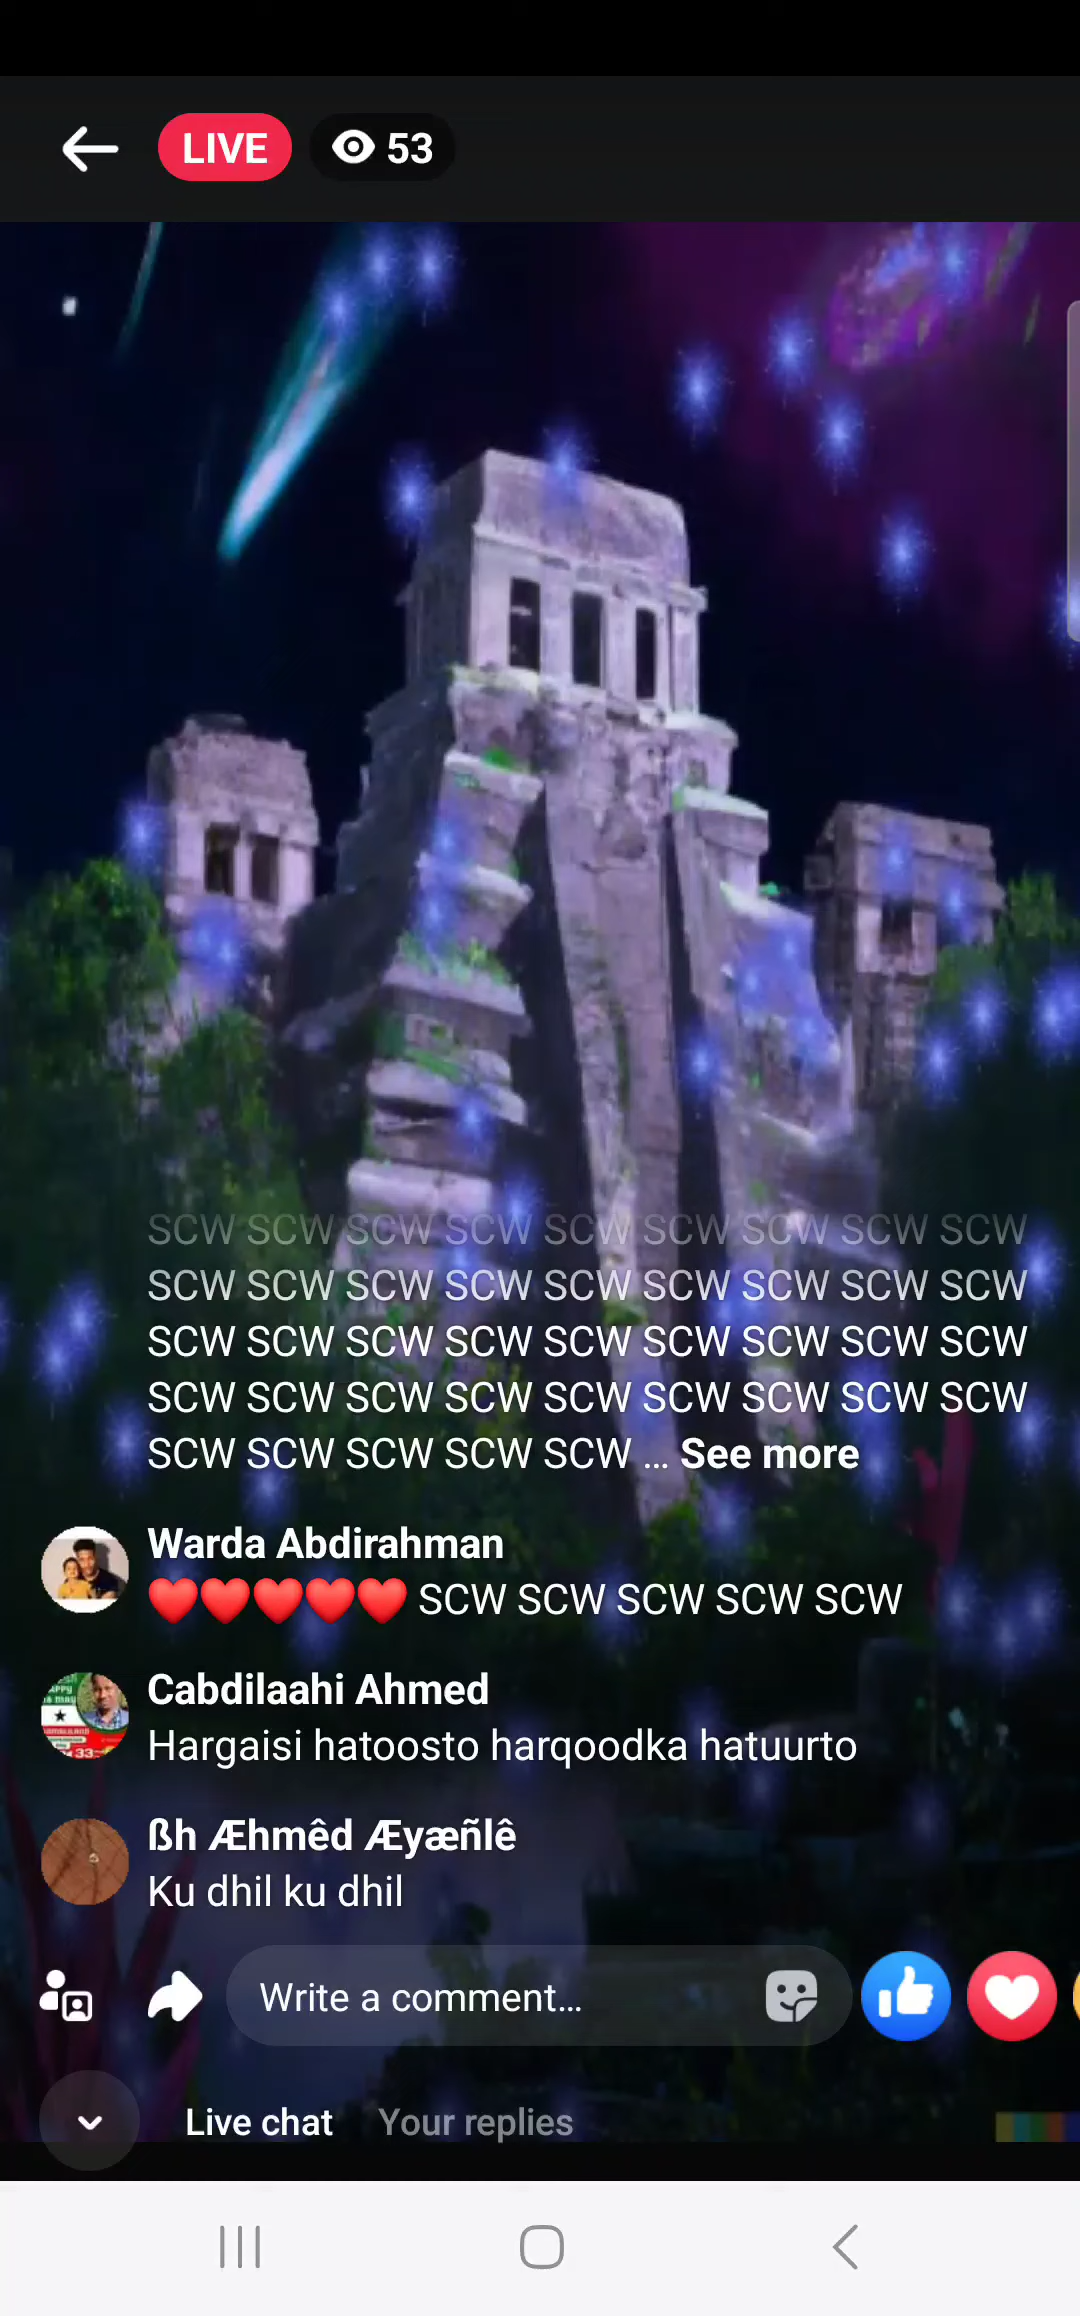 LIVE 53
SCW SCW SCW SCW SCW SCW SCW SCW SCW
SCW SCW SCW SCW SCW SCW SCW SCW SCW
SCW SCW SCW SCW SCW SCW SCW SCW SCW
SCW SCW SCW SCW SCW SCW SCW SCW SCW
SCW SCW SCW SCW SCW ... See more
Warda Abdirahman
❤️❤️❤️❤️❤️ SCW SCW SCW SCW SCW
Cabdilaahi Ahmed
Hargaisi hatoosto harqoodka hatuurto
ßh Æhmêd Æyæñlê
Ku dhil ku dhil
Write a comment...
Live chat Your replies